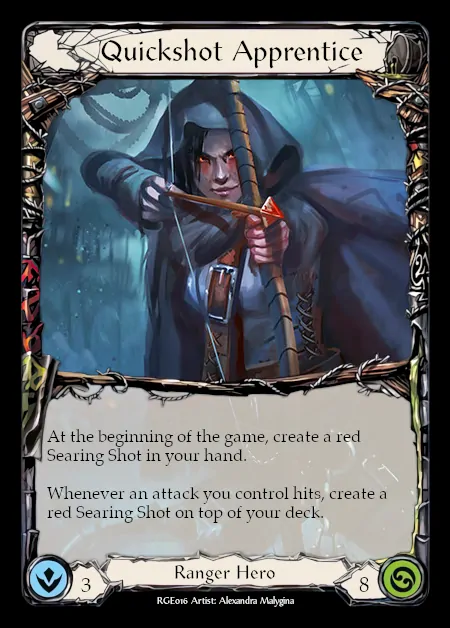 Quickshot Apprentice
At the beginning of the game, create a red
Searing Shot in your hand.
Whenever an attack you control hits, create a
red Searing Shot on top of your deck.
Ranger Hero
3
8
RGE016 Artist: Alexandra Malygina